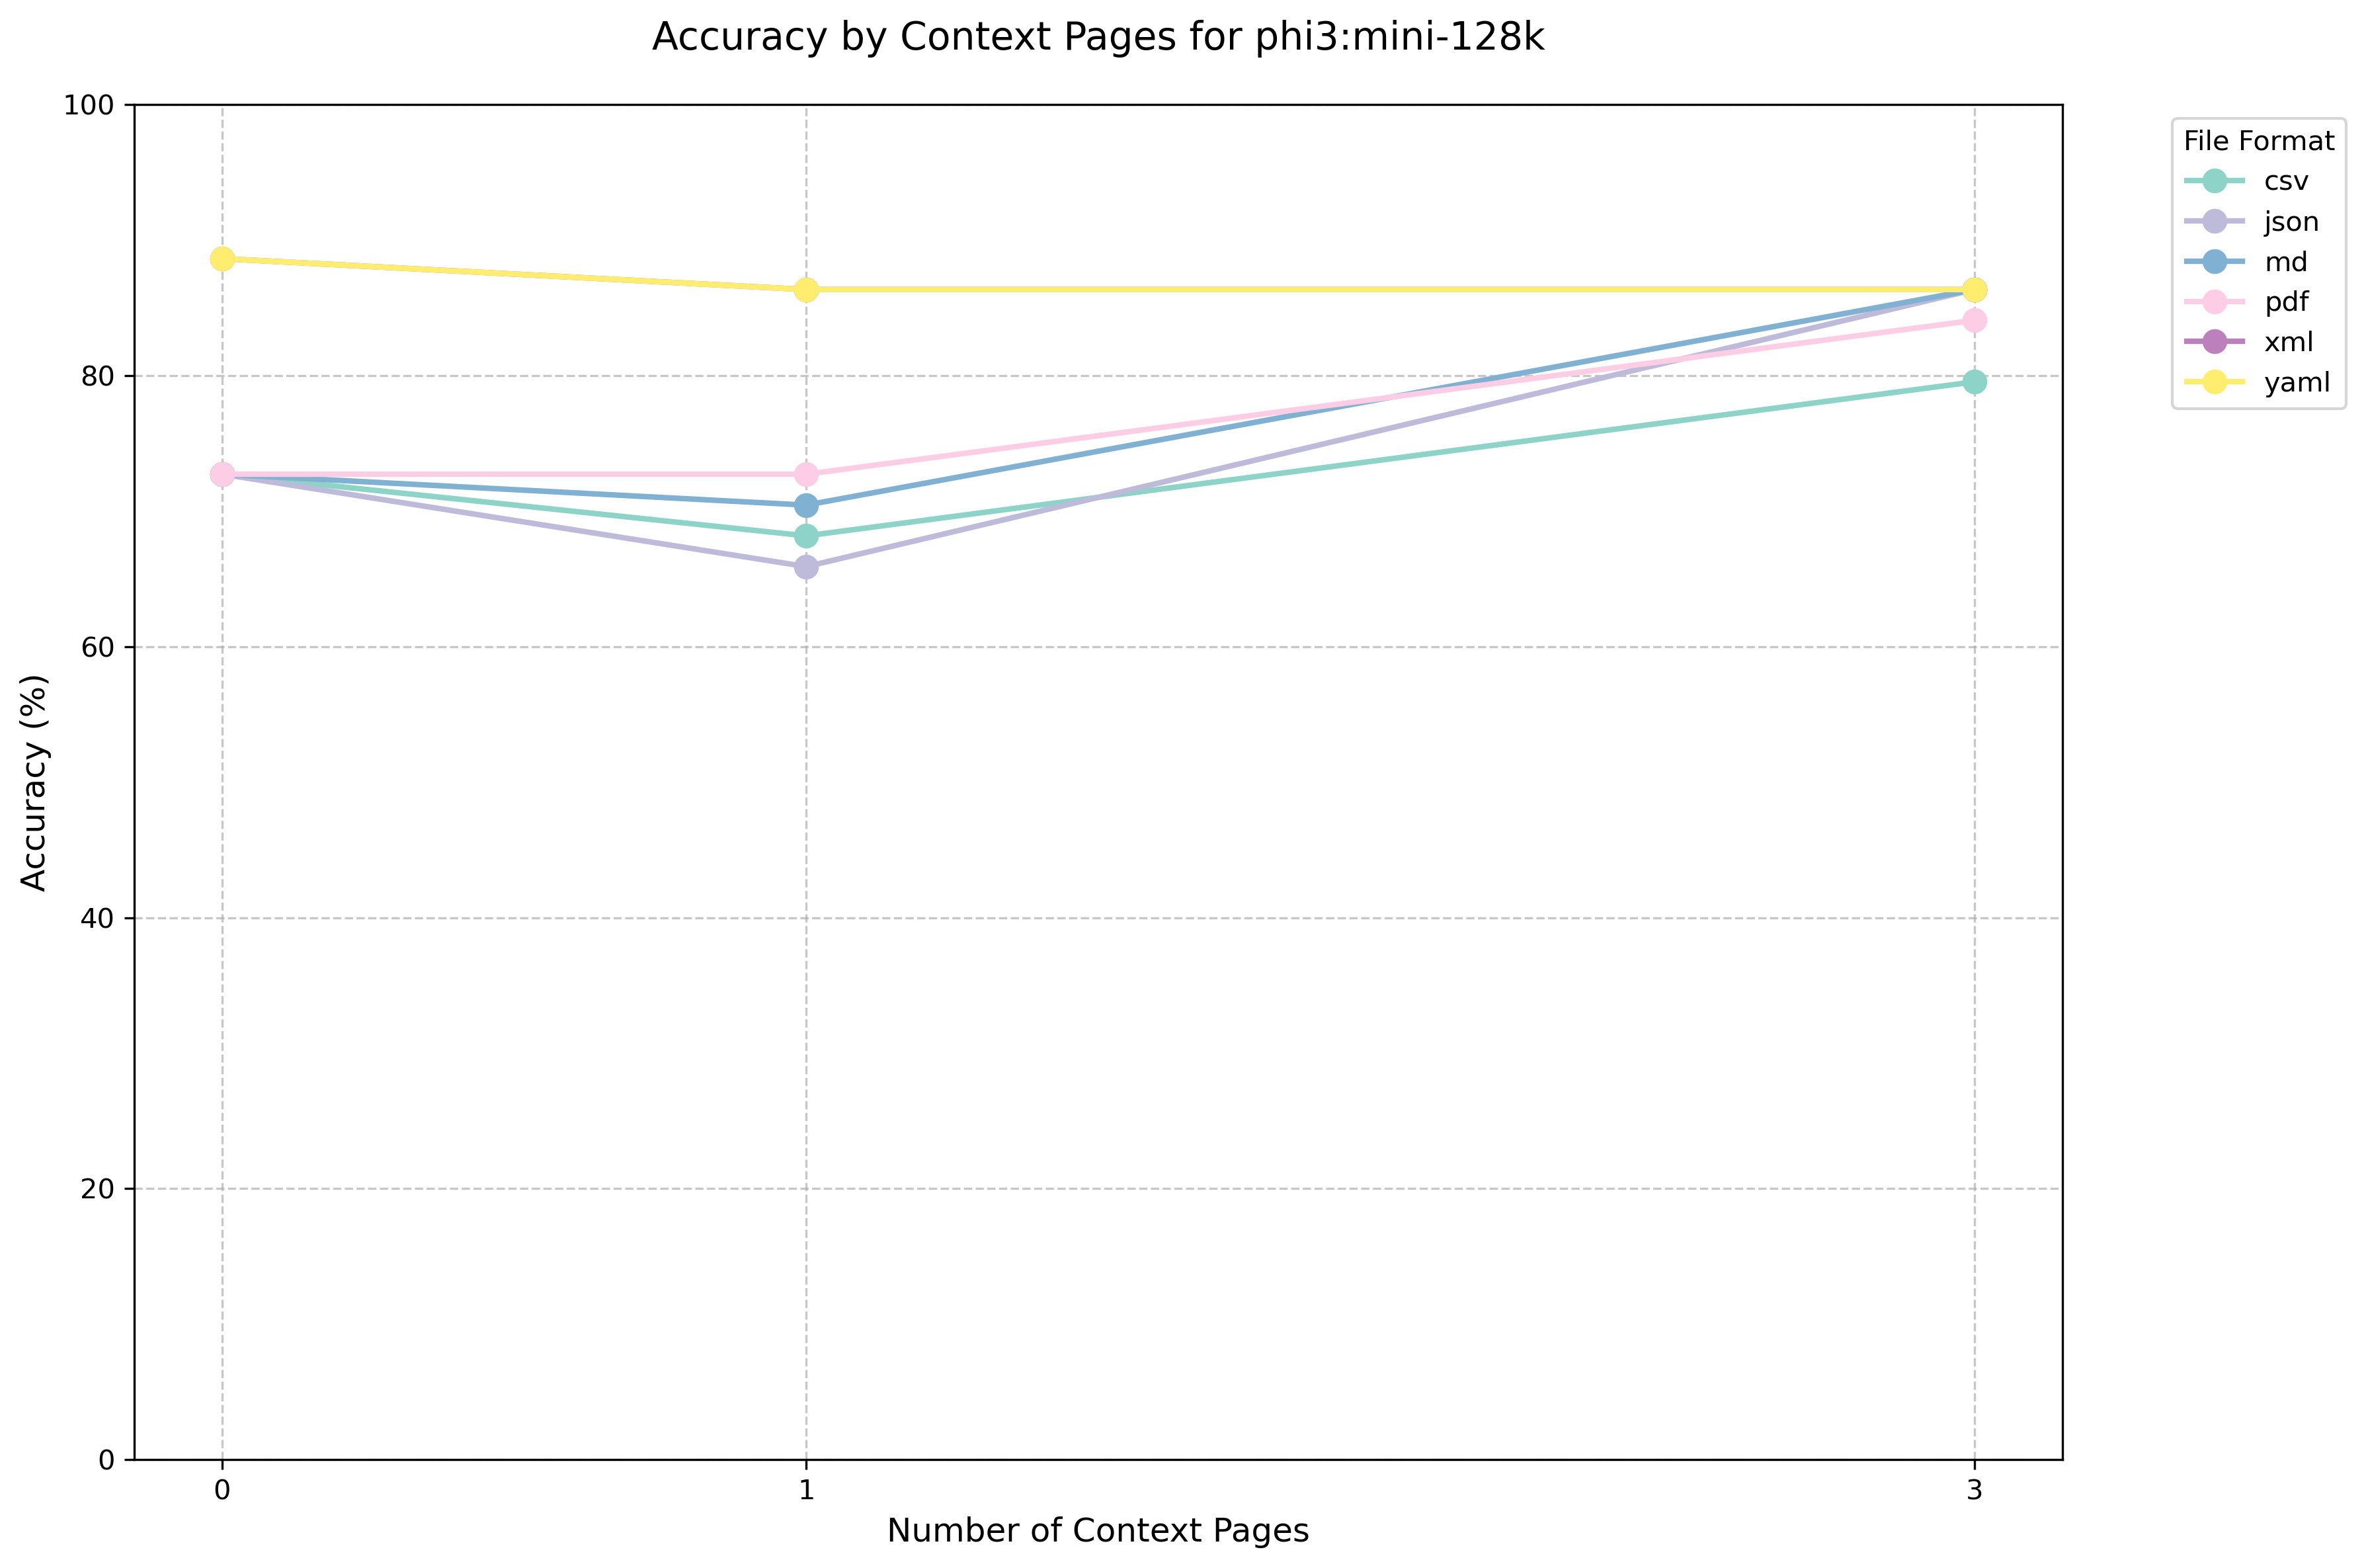 Accuracy by Context Pages for phi3:mini-128k
100
80
60
40
20
0
Accuracy (%)
0 1 3
Number of Context Pages
File Format
csv
json
md
pdf
xml
yaml